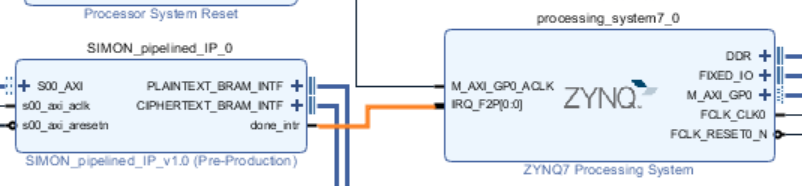 Processor System Reset
SIMON_pipelined_IP_0
S00_AXI
s00_axi_aclk
s00_axi_aresetn
PLAINTEXT_BRAM_INTF
CIPHERTEXT_BRAM_INTF
done_intr
SIMON_pipelined_IP_v1.0 (Pre-Production)
processing_system7_0
M_AXI_GP0_ACLK
IRQ_F2P[0:0]
ZYNQ
DDR
FIXED_IO
M_AXI_GP0
FCLK_CLK0
FCLK_RESET0_N
ZYNQ7 Processing System